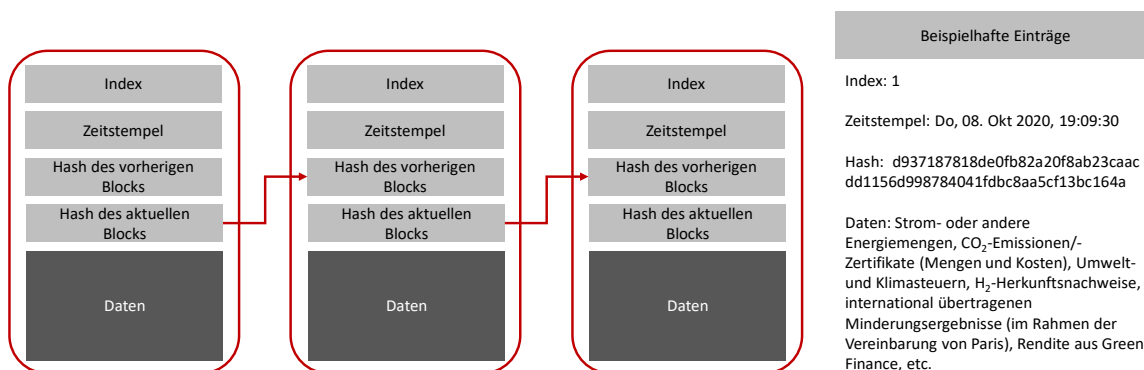 Index
Zeitstempel
Hash des vorherigen
Blocks
Hash des aktuellen
Blocks
Daten
Index
Zeitstempel
Hash des vorherigen
Blocks
Hash des aktuellen
Blocks
Daten
Index
Zeitstempel
Hash des vorherigen
Blocks
Hash des aktuellen
Blocks
Daten
Beispielhafte Einträge
Index: 1
Zeitstempel: Do, 08. Okt 2020, 19:09:30
Hash: d937187818de0fb82a20f8ab23caac
dd1156d998784041fdbc8aa5cf13bc164a
Daten: Strom- oder andere
Energiemengen, CO₂-Emissionen/-
Zertifikate (Mengen und Kosten), Umwelt-
und Klimasteuern, H₂-Herkunftsnachweise,
international übertragenen
Minderungsergebnisse (im Rahmen der
Vereinbarung von Paris), Rendite aus Green
Finance, etc.